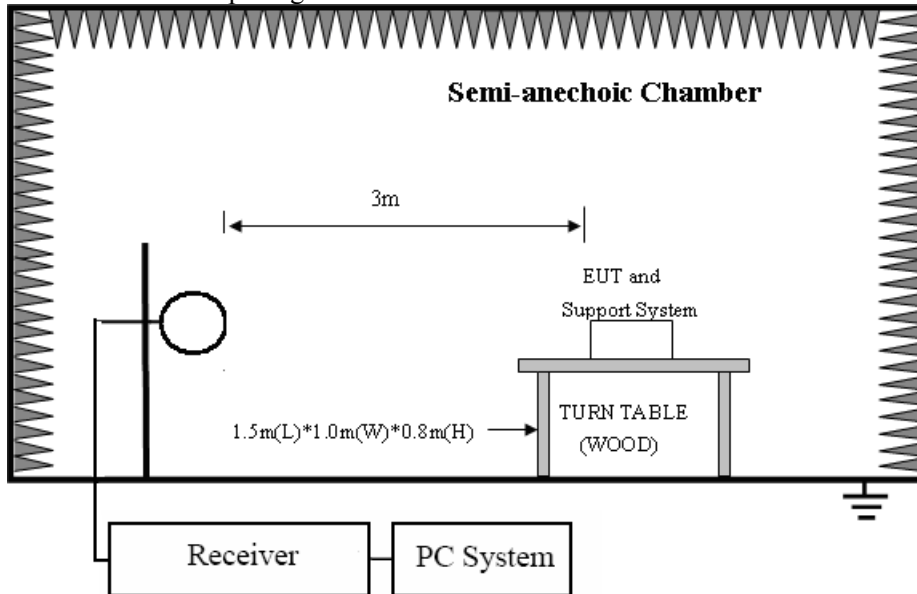 Semi-anechoic Chamber
3m
EUT and
Support System
1.5m(L)*1.0m(W)*0.8m(H)
TURN TABLE
(WOOD)
Receiver
PC System